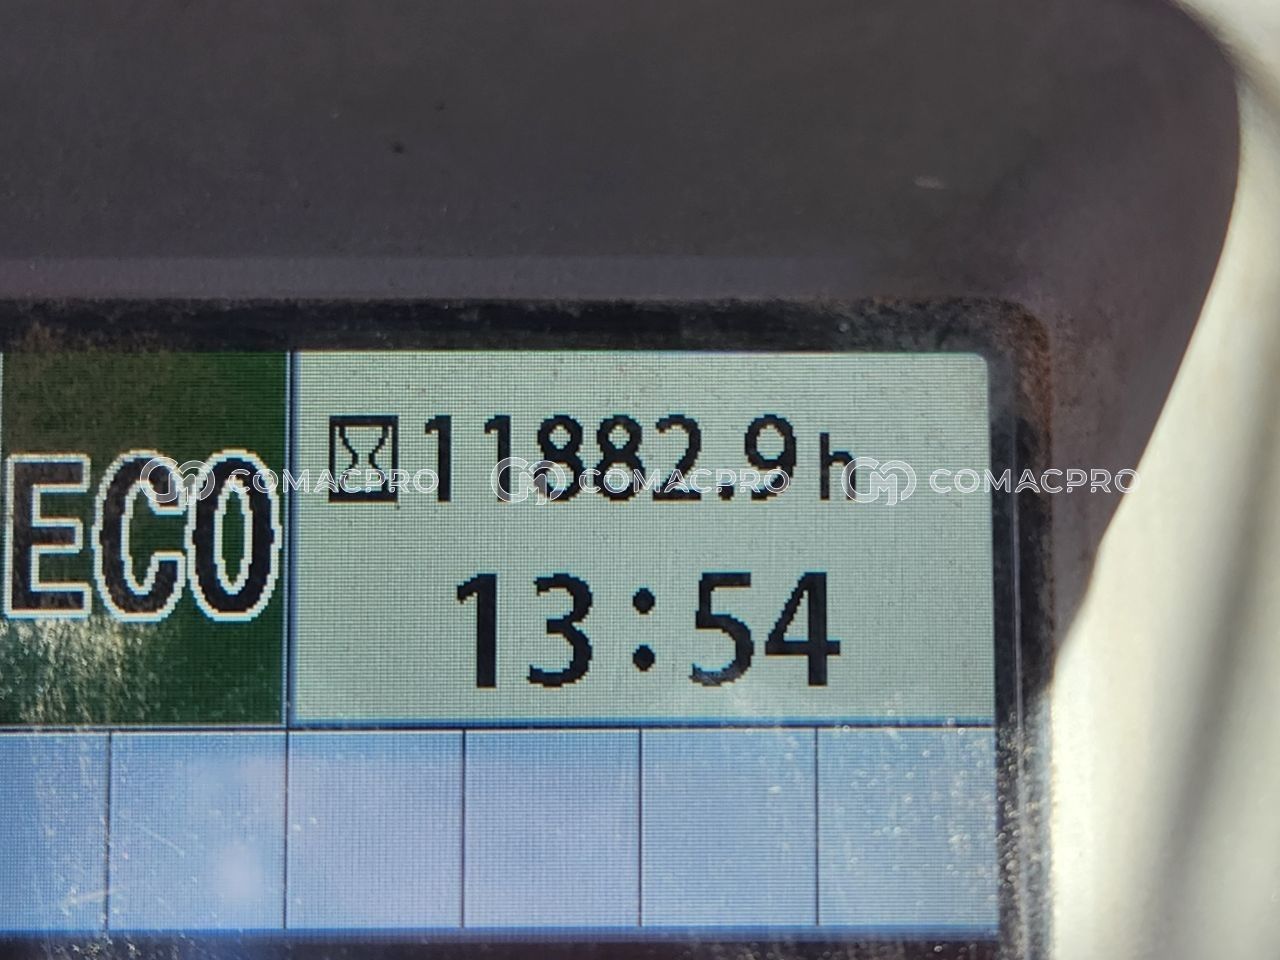 11882.9 h
ECO
13:54
COMACPRO COMACPRO COMACPRO